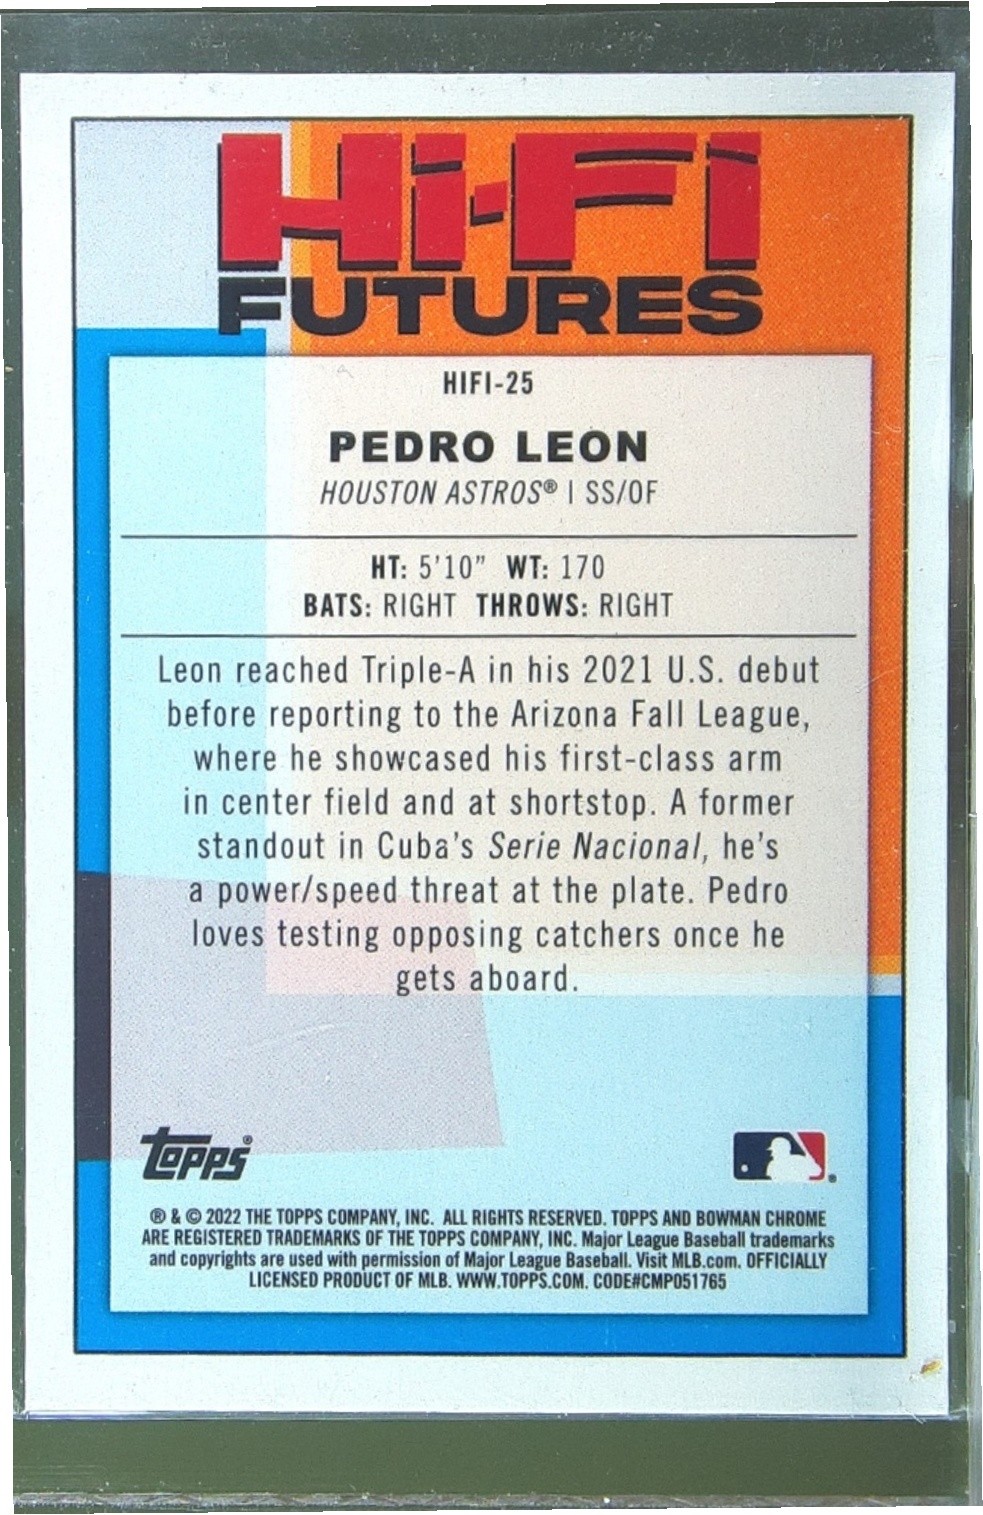 Hi-Fi
FUTURES
HIFI-25
PEDRO LEON
HOUSTON ASTROS® | SS/OF
HT: 5'10" WT: 170
BATS: RIGHT THROWS: RIGHT
Leon reached Triple-A in his 2021 U.S. debut
before reporting to the Arizona Fall League,
where he showcased his first-class arm
in center field and at shortstop. A former
standout in Cuba's Serie Nacional, he's
a power/speed threat at the plate. Pedro
loves testing opposing catchers once he
gets aboard.
Topps®
® & © 2022 THE TOPPS COMPANY, INC. ALL RIGHTS RESERVED. TOPPS AND BOWMAN CHROME
ARE REGISTERED TRADEMARKS OF THE TOPPS COMPANY, INC. Major League Baseball trademarks
and copyrights are used with permission of Major League Baseball. Visit MLB.com. OFFICIALLY
LICENSED PRODUCT OF MLB. WWW.TOPPS.COM. CODE#CMP051765